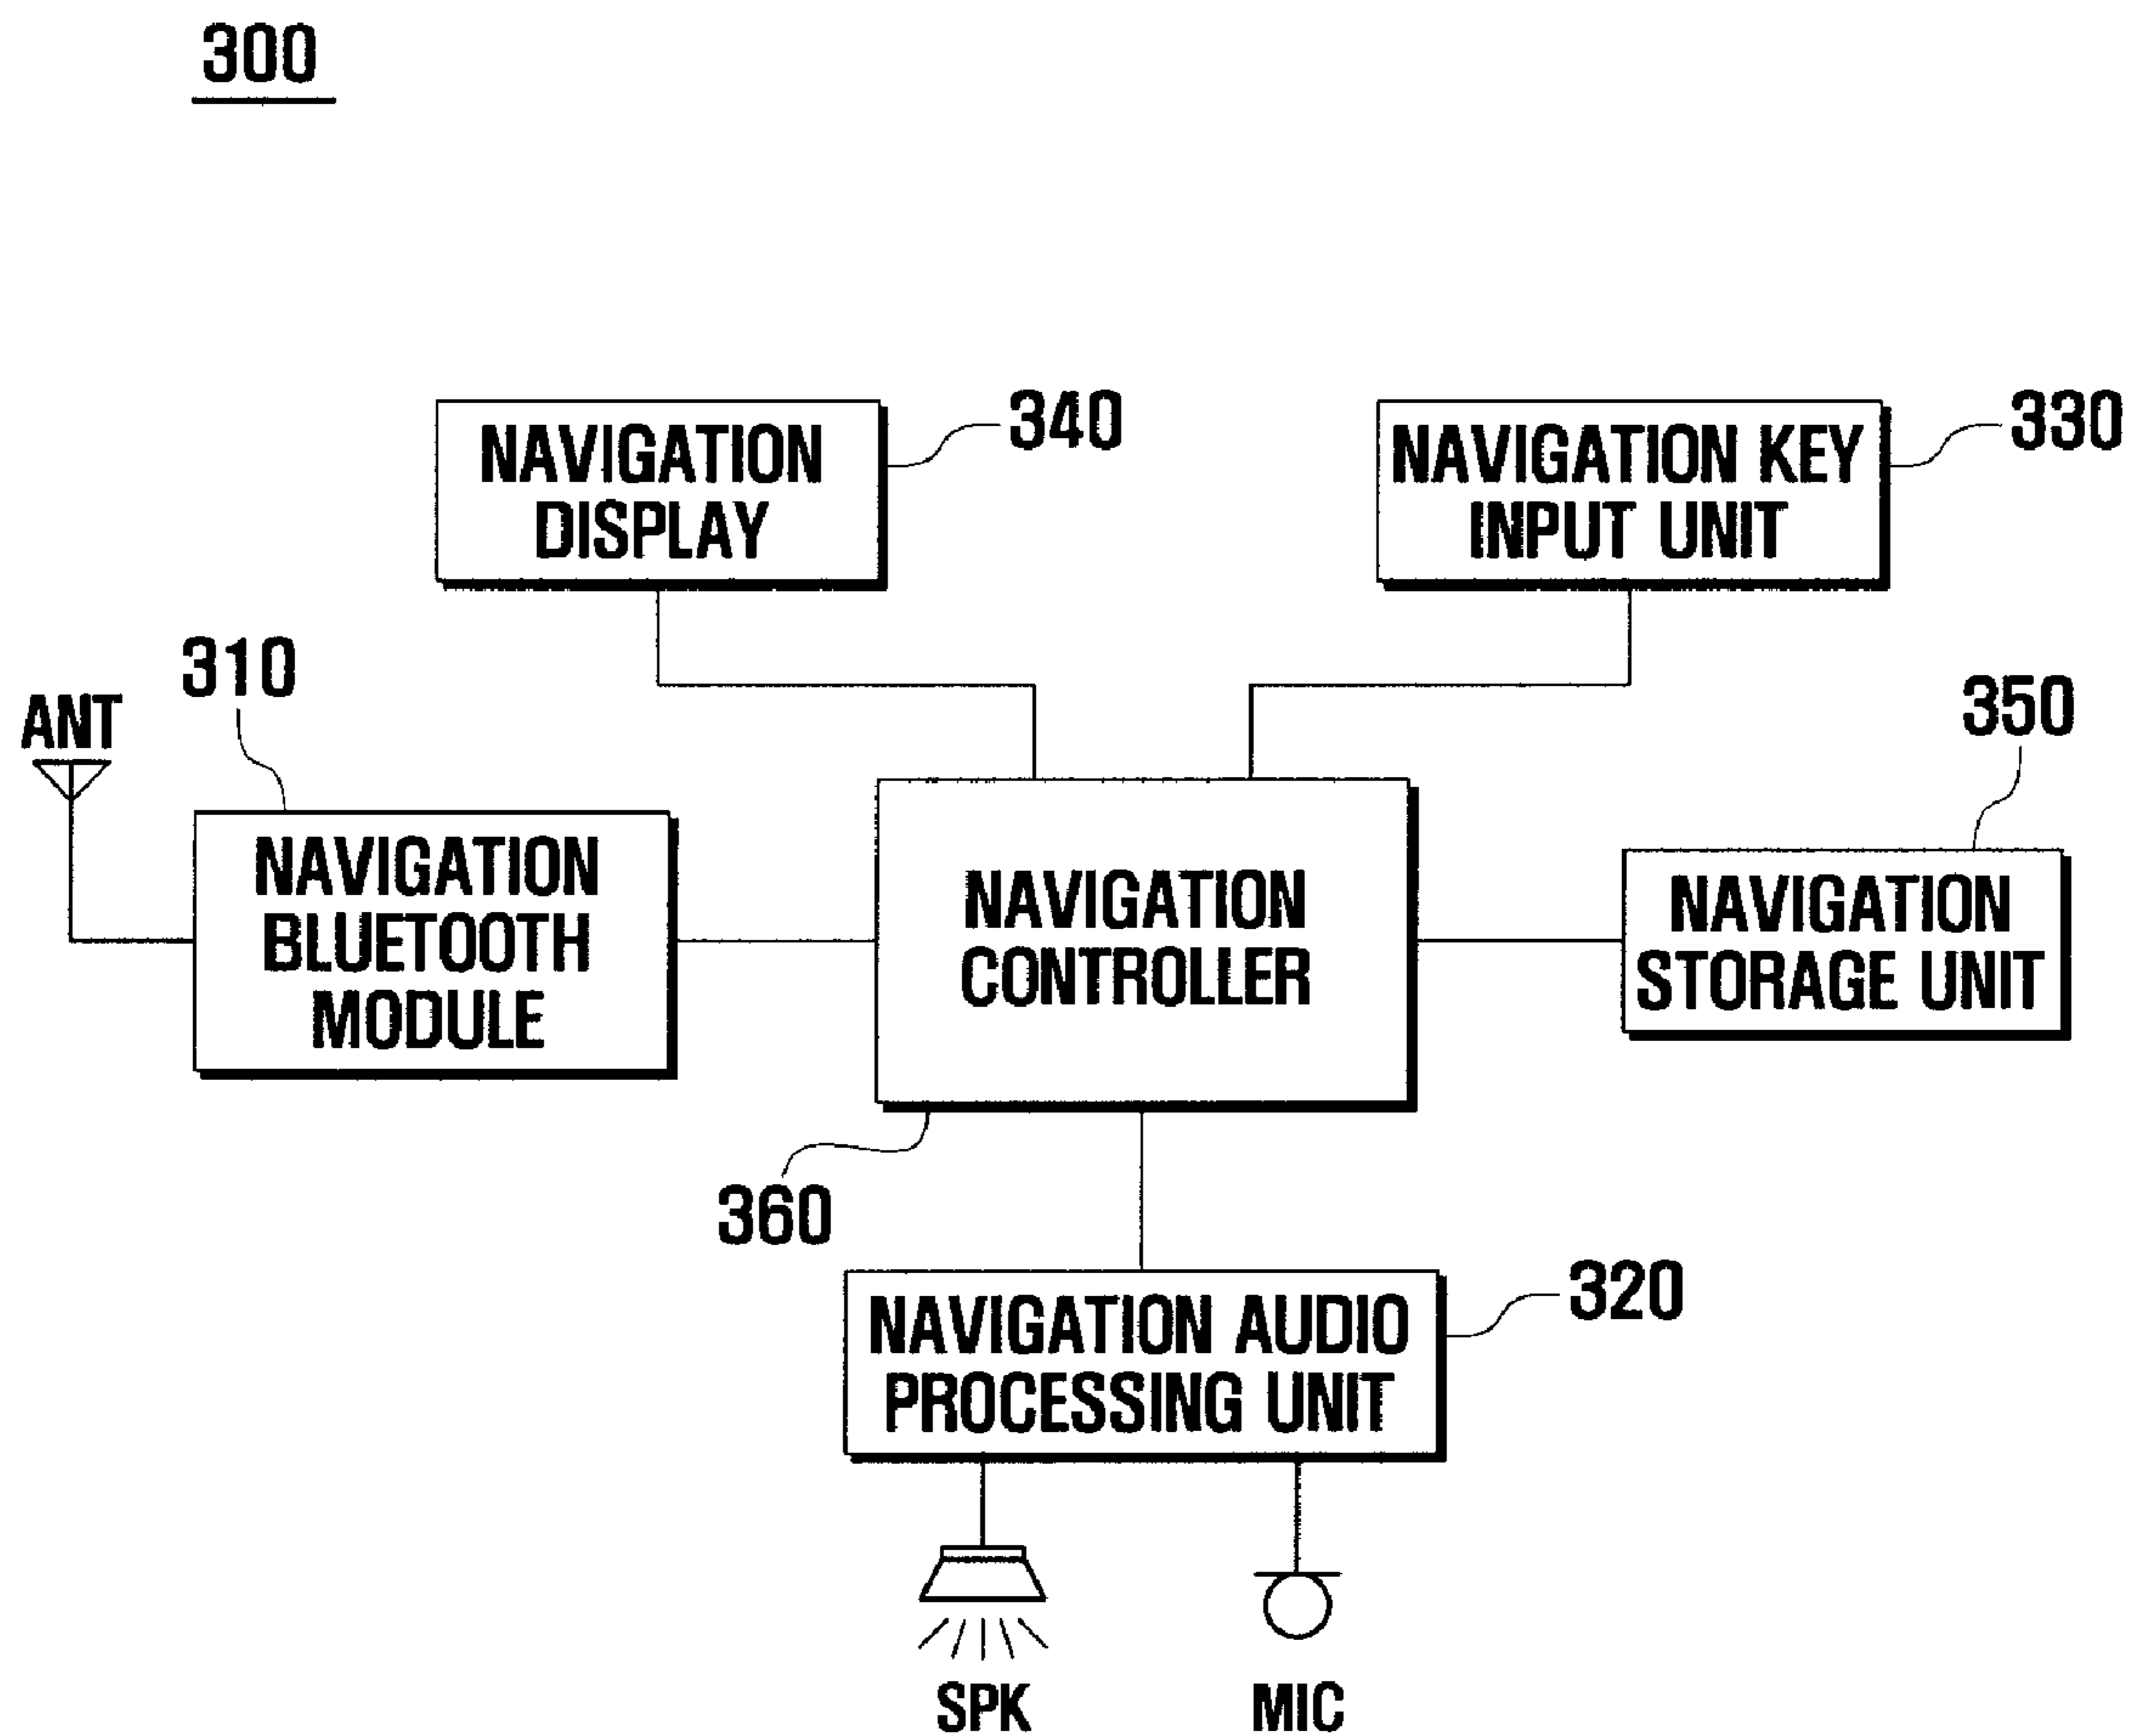 300
NAVIGATION
DISPLAY
340
NAVIGATION KEY
INPUT UNIT
330
ANT
310
NAVIGATION
BLUETOOTH
MODULE
NAVIGATION
CONTROLLER
350
NAVIGATION
STORAGE UNIT
360
NAVIGATION AUDIO
PROCESSING UNIT
320
SPK
MIC